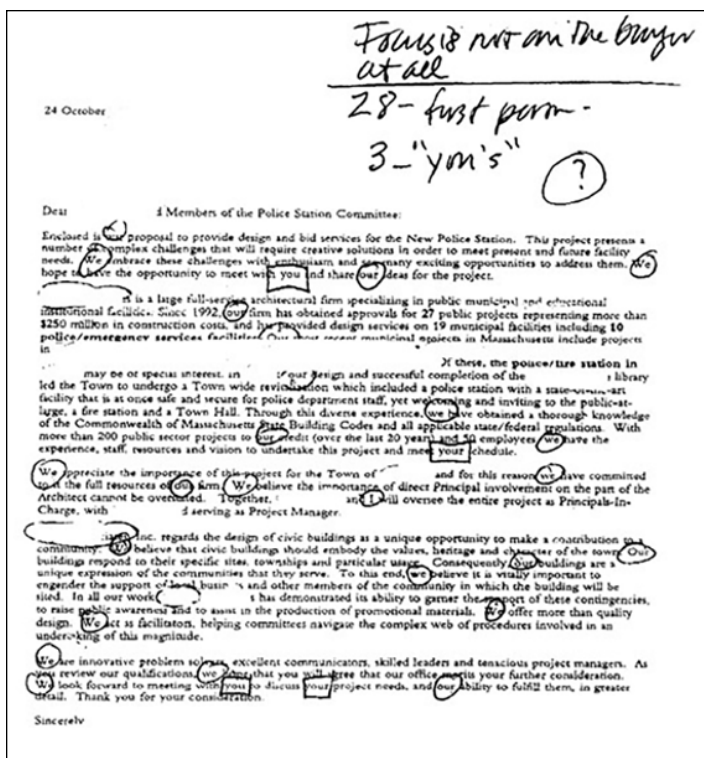 Focus is not on the buyer
at all
28 - first person -
3 - "you's"
?
24 October
Dear Members of the Police Station Committee:
Enclosed is our proposal to provide design and bid services for the New Police Station. This project presents a
number of complex challenges that will require creative solutions in order to meet present and future facility
needs. We embrace these challenges with enthusiasm and see many exciting opportunities to address them. We
hope to have the opportunity to meet with you and share our ideas for the project.
is a large full-service architectural firm specializing in public municipal and educational
institutional facilities. Since 1992, our firm has obtained approvals for 27 public projects representing more than
$250 million in construction costs, and has provided design services on 19 municipal facilities including 10
police/emergency services facilities. Our most recent municipal projects in Massachusetts include projects
in
Of these, the police/fire station in
may be of special interest. our design and successful completion of the library
led the Town to undergo a Town wide revitalization which included a police station with a state-of-the-art
facility that is at once safe and secure for police department staff, yet welcoming and inviting to the public-at-
large, a fire station and a Town Hall. Through this diverse experience, we have obtained a thorough knowledge
of the Commonwealth of Massachusetts State Building Codes and all applicable state/federal regulations. With
more than 200 public sector projects to our credit (over the last 20 years) and 50 employees, we have the
experience, staff, resources and vision to undertake this project and meet your schedule.
We appreciate the importance of this project for the Town of and for this reason we have committed
to it the full resources of our firm. We believe the importance of direct Principal involvement on the part of the
Architect cannot be overstated. Together, and I will oversee the entire project as Principals-In-
Charge, with serving as Project Manager.
Inc. regards the design of civic buildings as a unique opportunity to make a contribution to a
community. We believe that civic buildings should embody the values, heritage and character of the town. Our
buildings respond to their specific sites, townships and particular usage. Consequently, our buildings are a
unique expression of the communities that they serve. To this end, we believe it is vitally important to
engender the support of local and other members of the community in which the building will be
sited. In all our work s has demonstrated its ability to garner the support of these contingencies,
to raise public awareness and to assist in the production of promotional materials. We offer more than quality
design. We act as facilitators, helping committees navigate the complex web of procedures involved in an
undertaking of this magnitude.
We are innovative problem solvers, excellent communicators, skilled leaders and tenacious project managers. As
you review our qualifications, we hope that you will agree that our office merits your further consideration.
We look forward to meeting with you to discuss your project needs, and our ability to fulfill them, in greater
detail. Thank you for your consideration.
Sincerely